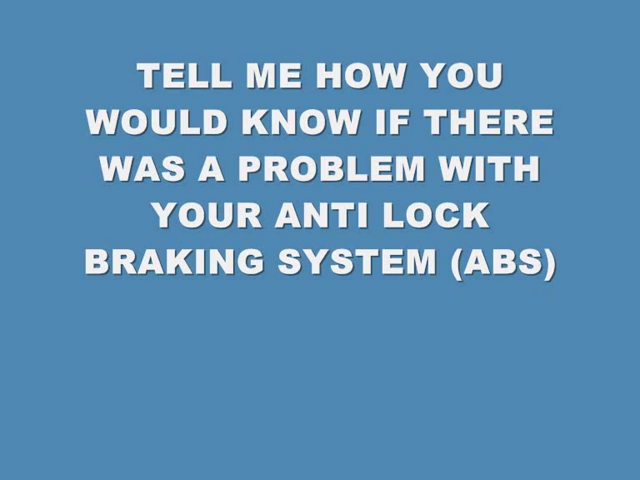 TELL ME HOW YOU
WOULD KNOW IF THERE
WAS A PROBLEM WITH
YOUR ANTI LOCK
BRAKING SYSTEM (ABS)